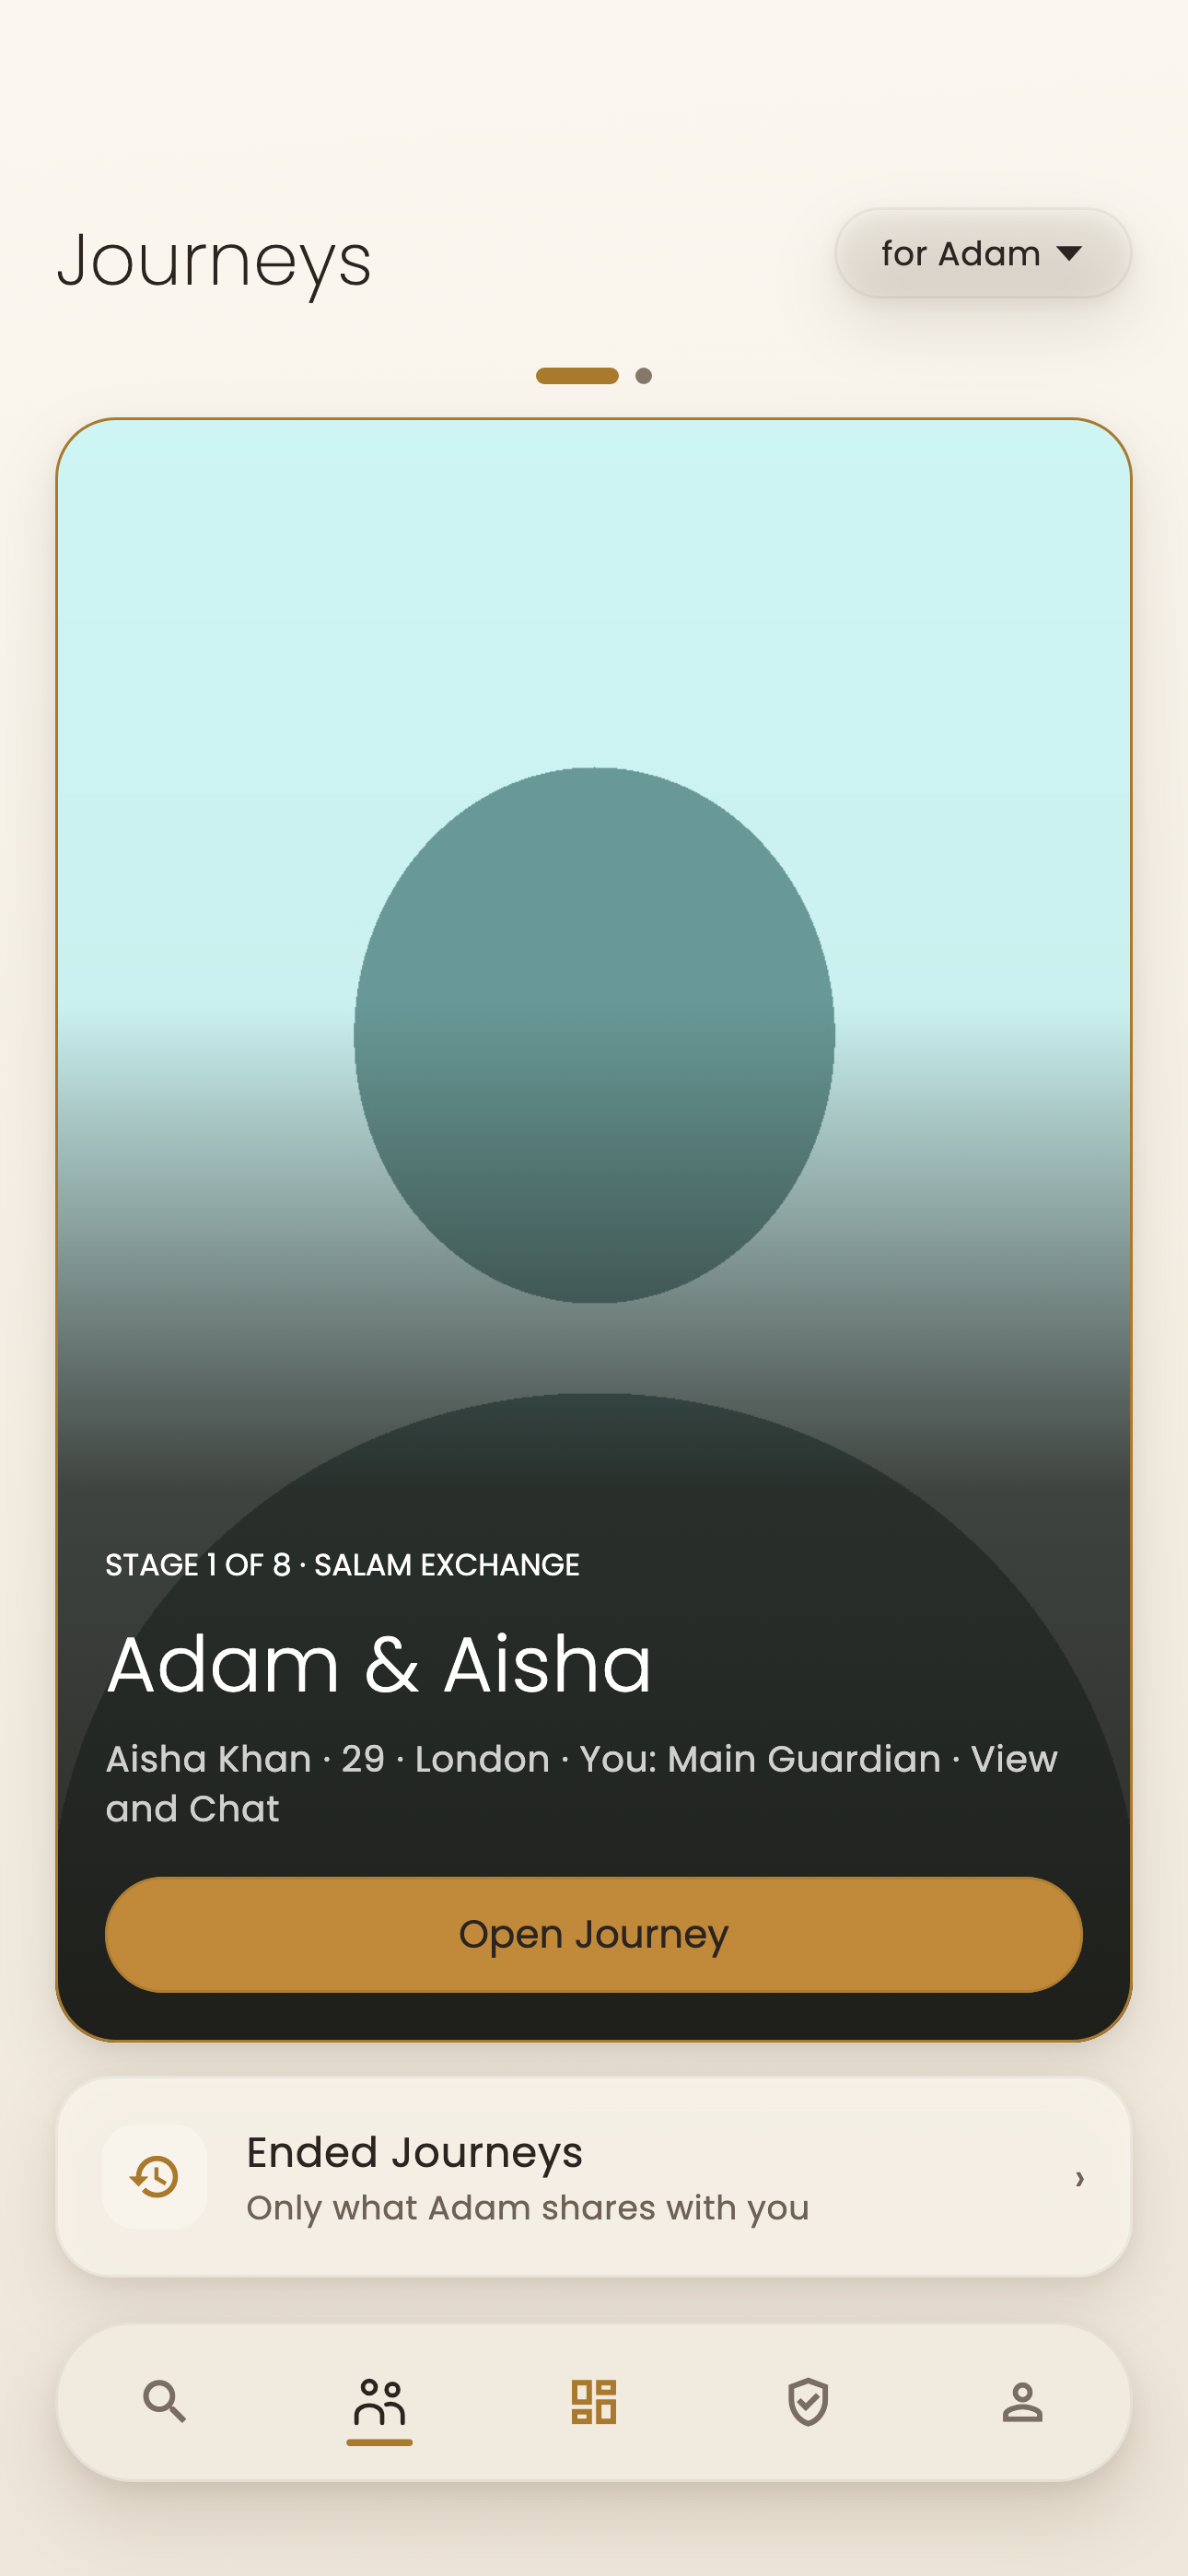 Journeys
for Adam
STAGE 1 OF 8 · SALAM EXCHANGE
Adam & Aisha
Aisha Khan · 29 · London · You: Main Guardian · View
and Chat
Open Journey
Ended Journeys
Only what Adam shares with you